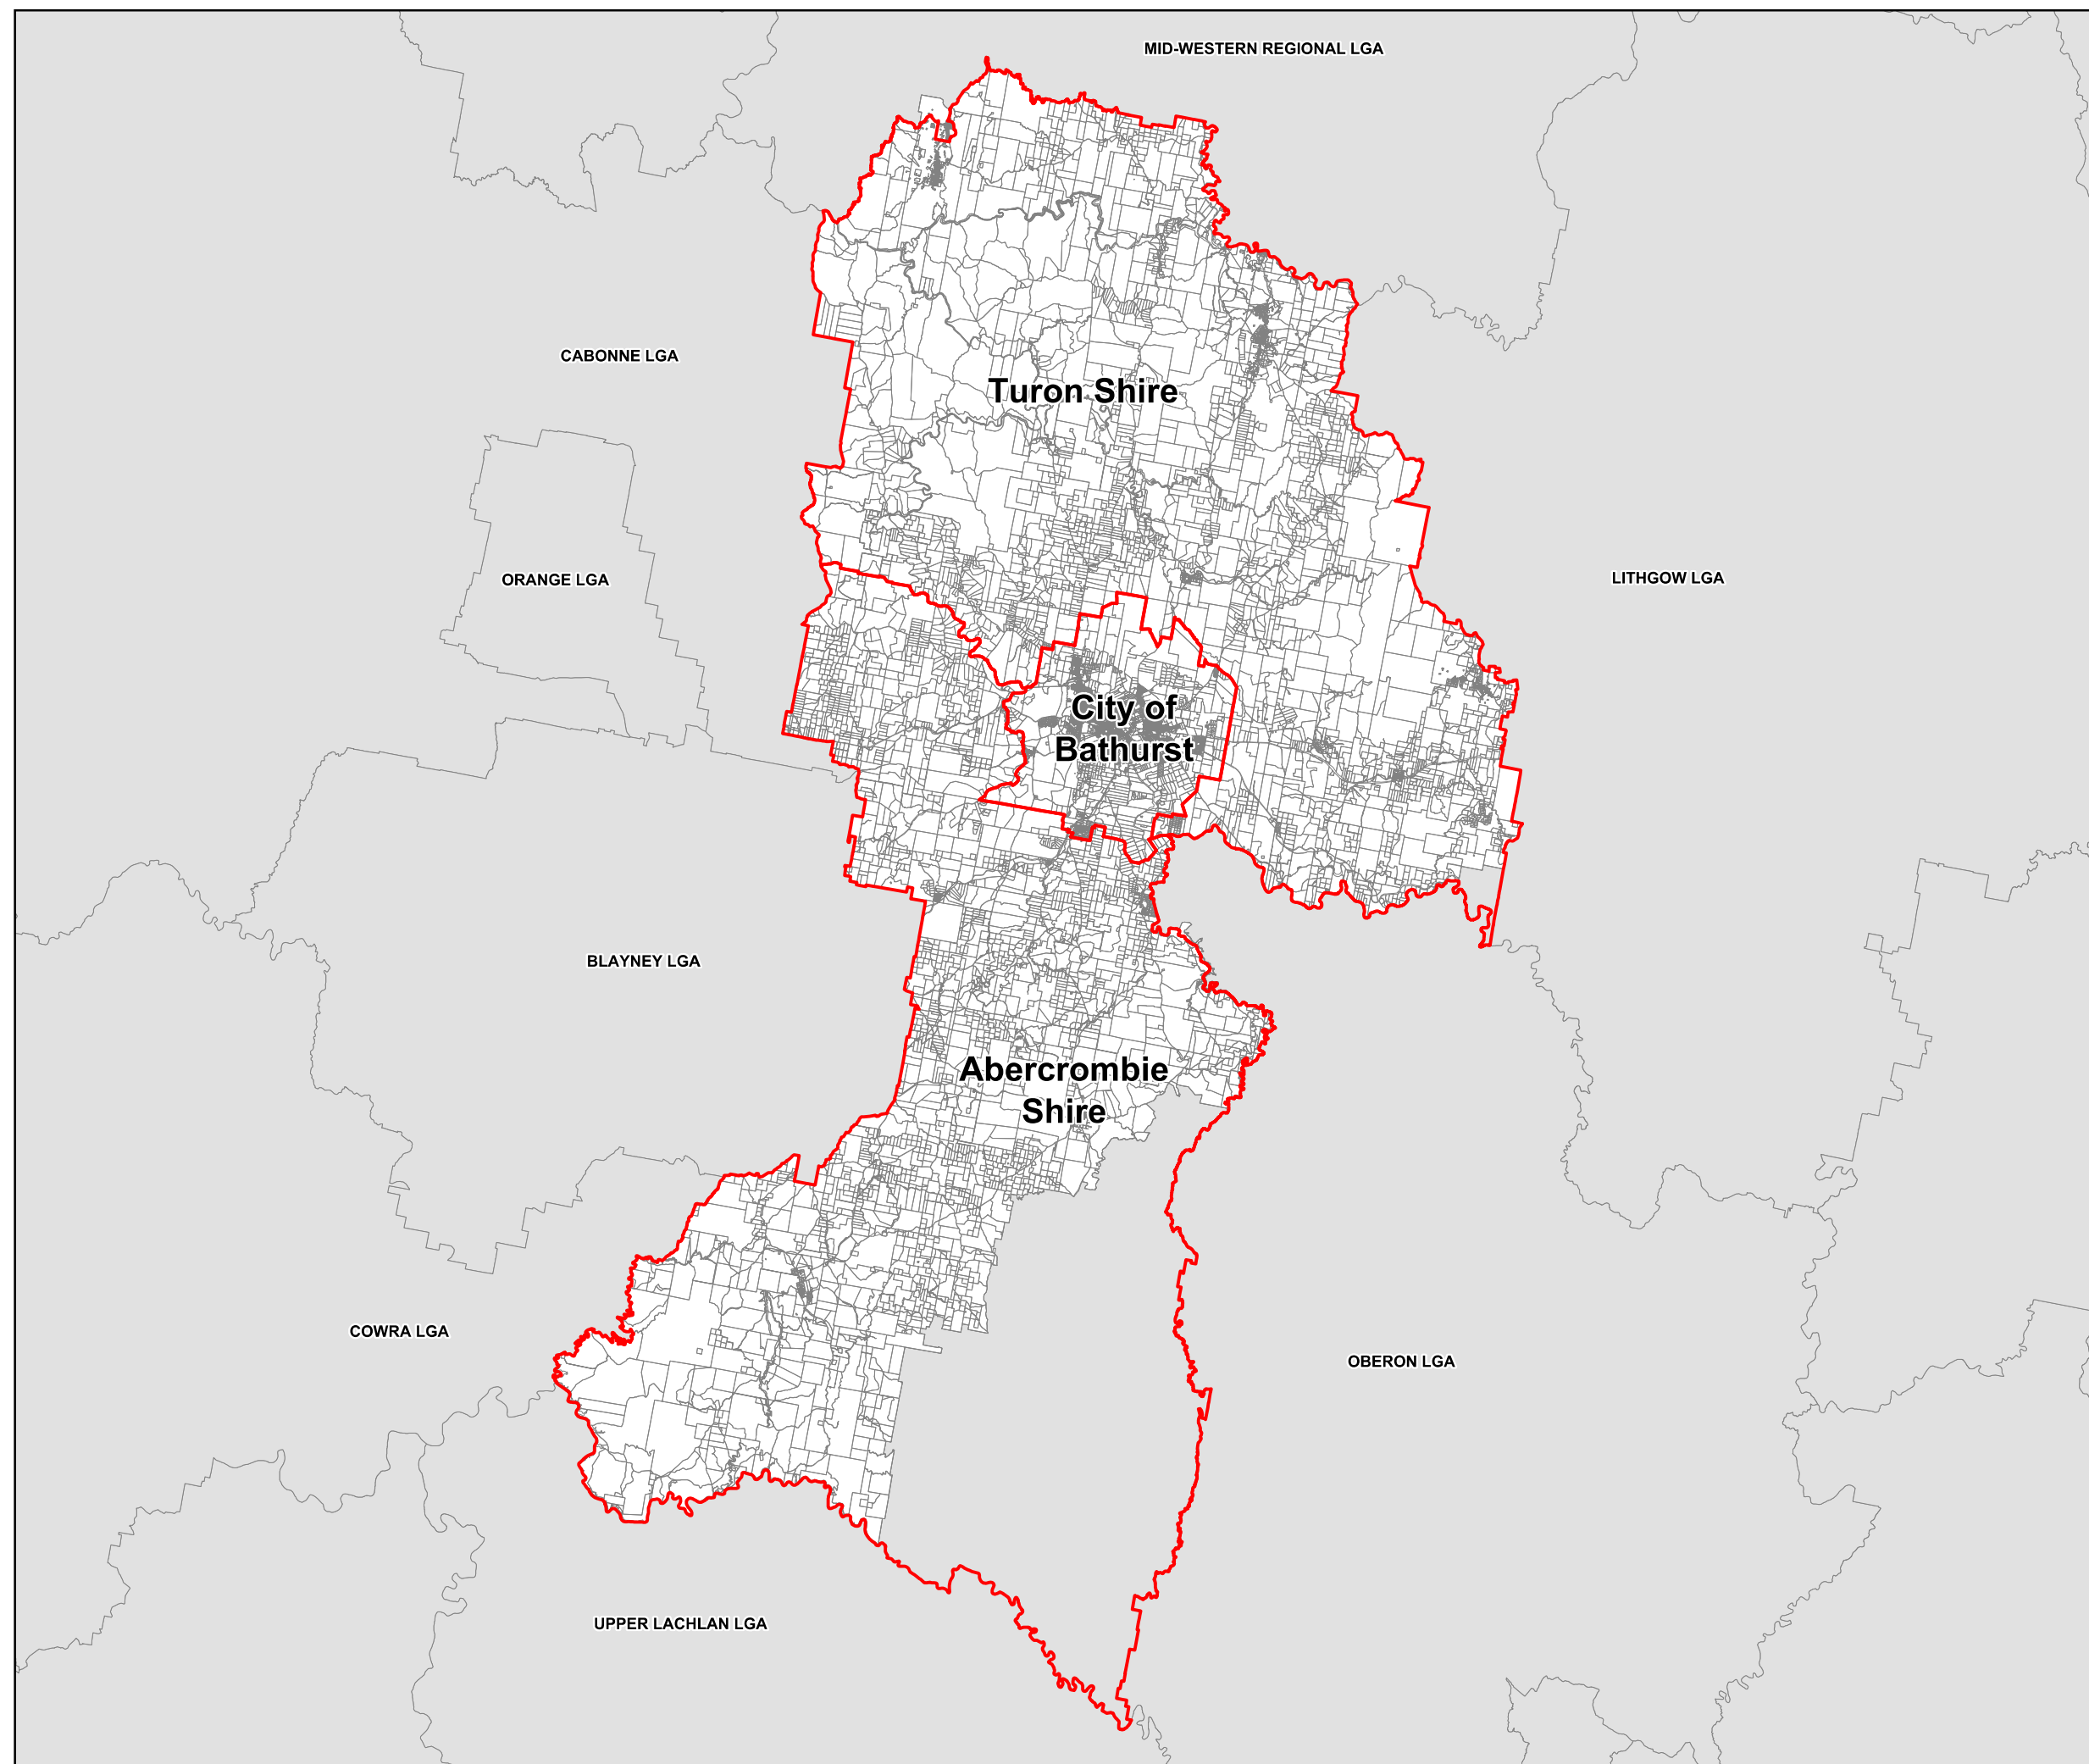 MID-WESTERN REGIONAL LGA
CABONNE LGA
Turon Shire
ORANGE LGA
LITHGOW LGA
City of
Bathurst
BLAYNEY LGA
Abercrombie
Shire
COWRA LGA
OBERON LGA
UPPER LACHLAN LGA